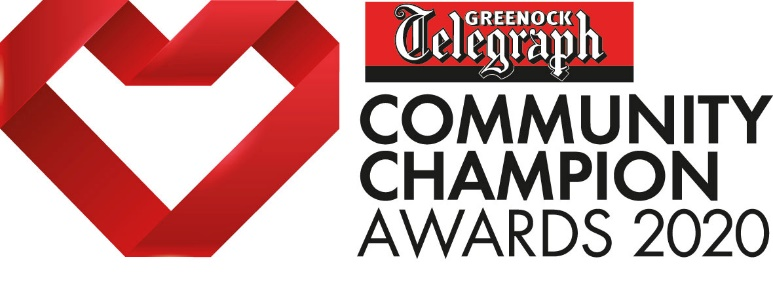 GREENOCK
Telegraph
COMMUNITY
CHAMPION
AWARDS 2020